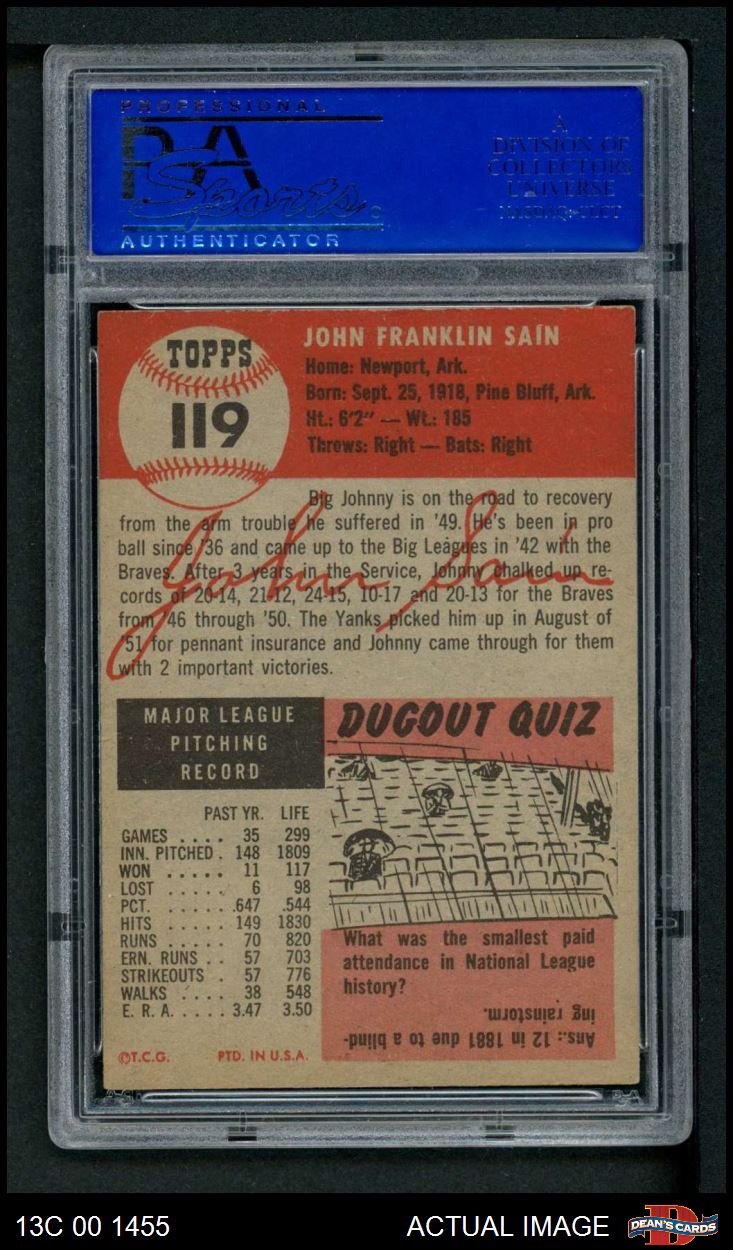 PROFESSIONAL
PSA
Sports
AUTHENTICATOR
A
DIVISION OF
COLLECTORS
UNIVERSE
NASDAQ-CLCT
TOPPS
119
JOHN FRANKLIN SAIN
Home: Newport, Ark.
Born: Sept. 25, 1918, Pine Bluff, Ark.
Ht.: 6'2" — Wt.: 185
Throws: Right — Bats: Right
Big Johnny is on the road to recovery
from the arm trouble he suffered in '49. He's been in pro
ball since '36 and came up to the Big Leagues in '42 with the
Braves. After 3 years in the Service, Johnny chalked up re-
cords of 20-14, 21-12, 24-15, 10-17 and 20-13 for the Braves
from '46 through '50. The Yanks picked him up in August of
'51 for pennant insurance and Johnny came through for them
with 2 important victories.
John Sain
MAJOR LEAGUE
PITCHING
RECORD
PAST YR. LIFE
GAMES .... 35 299
INN. PITCHED . 148 1809
WON ..... 11 117
LOST ..... 6 98
PCT. ...... .647 .544
HITS ...... 149 1830
RUNS ..... 70 820
ERN. RUNS .. 57 703
STRIKEOUTS . 57 776
WALKS .... 38 548
E. R. A. ..... 3.47 3.50
©T.C.G. PTD. IN U.S.A.
DUGOUT QUIZ
What was the smallest paid
attendance in National League
history?
Ans.: 12 in 1881 due to a blind-
ing rainstorm.
13C 00 1455
ACTUAL IMAGE
D
DEAN'S CARDS